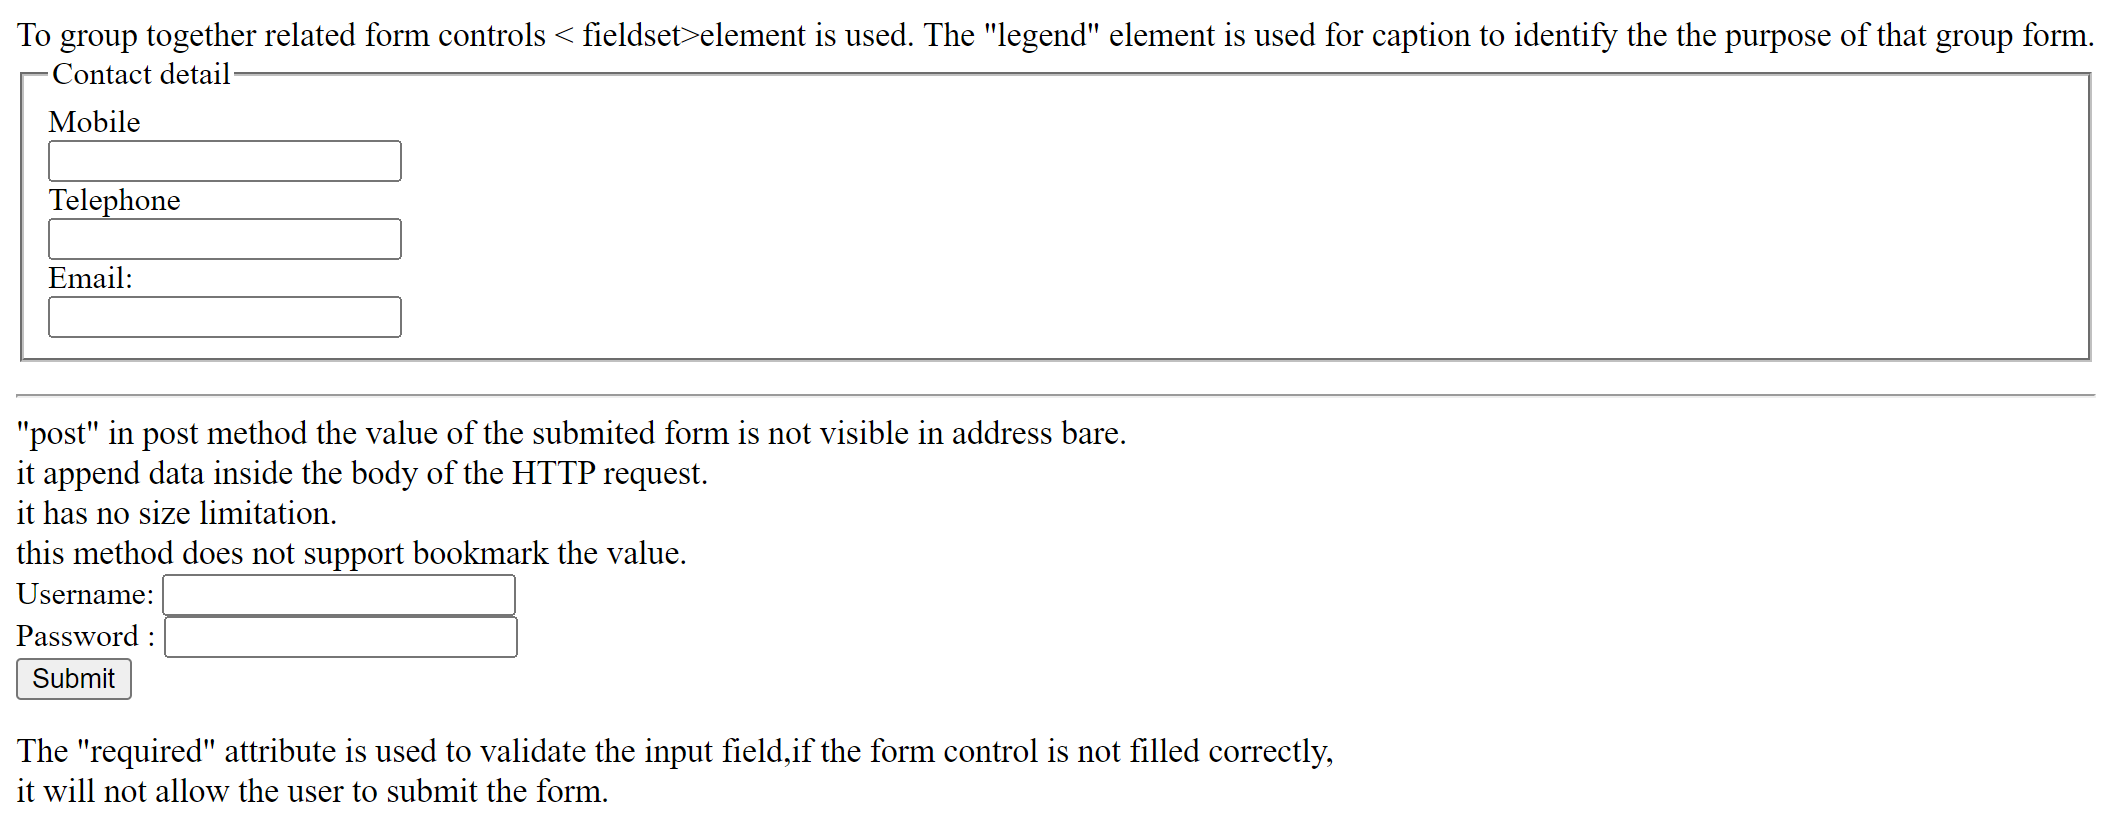 To group together related form controls < fieldset>element is used. The "legend" element is used for caption to identify the the purpose of that group form.
Contact detail
Mobile
Telephone
Email:
"post" in post method the value of the submited form is not visible in address bare.
it append data inside the body of the HTTP request.
it has no size limitation.
this method does not support bookmark the value.
Username:
Password :
Submit
The "required" attribute is used to validate the input field,if the form control is not filled correctly,
it will not allow the user to submit the form.